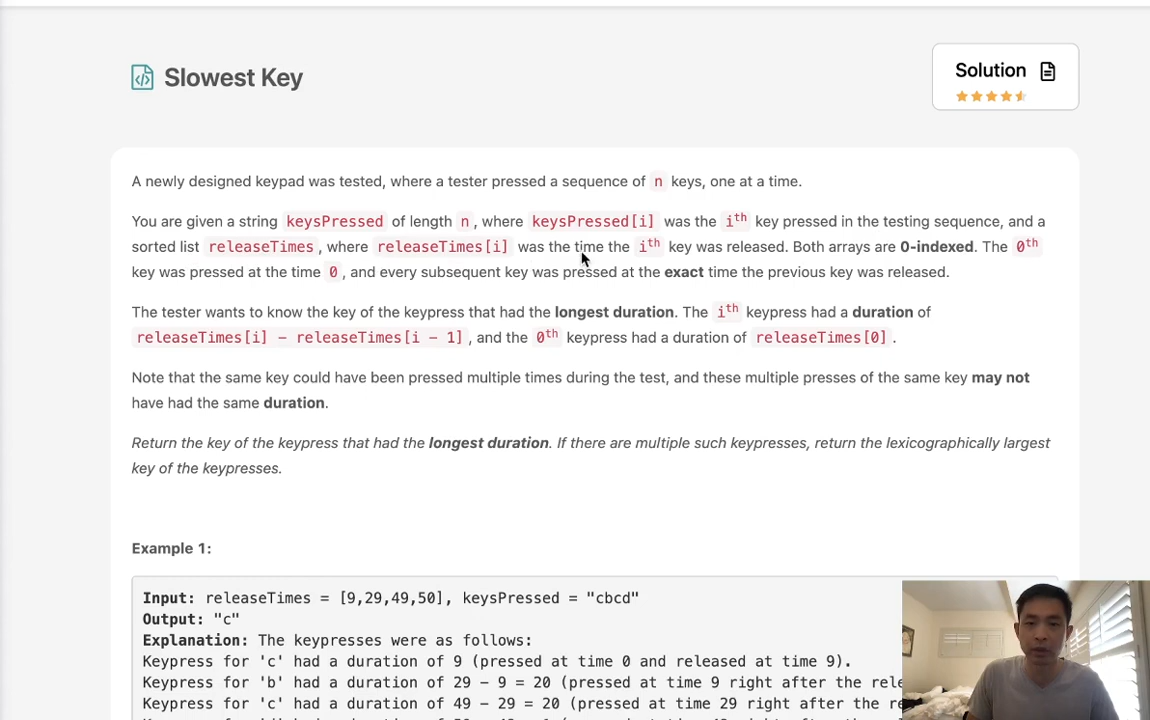 Slowest Key
Solution
A newly designed keypad was tested, where a tester pressed a sequence of n keys, one at a time.
You are given a string keysPressed of length n, where keysPressed[i] was the ith key pressed in the testing sequence, and a
sorted list releaseTimes, where releaseTimes[i] was the time the ith key was released. Both arrays are 0-indexed. The 0th
key was pressed at the time 0, and every subsequent key was pressed at the exact time the previous key was released.
The tester wants to know the key of the keypress that had the longest duration. The ith keypress had a duration of
releaseTimes[i] - releaseTimes[i - 1], and the 0th keypress had a duration of releaseTimes[0].
Note that the same key could have been pressed multiple times during the test, and these multiple presses of the same key may not
have had the same duration.
Return the key of the keypress that had the longest duration. If there are multiple such keypresses, return the lexicographically largest
key of the keypresses.
Example 1:
Input: releaseTimes = [9,29,49,50], keysPressed = "cbcd"
Output: "c"
Explanation: The keypresses were as follows:
Keypress for 'c' had a duration of 9 (pressed at time 0 and released at time 9).
Keypress for 'b' had a duration of 29 - 9 = 20 (pressed at time 9 right after the rele
Keypress for 'c' had a duration of 49 - 29 = 20 (pressed at time 29 right after the re